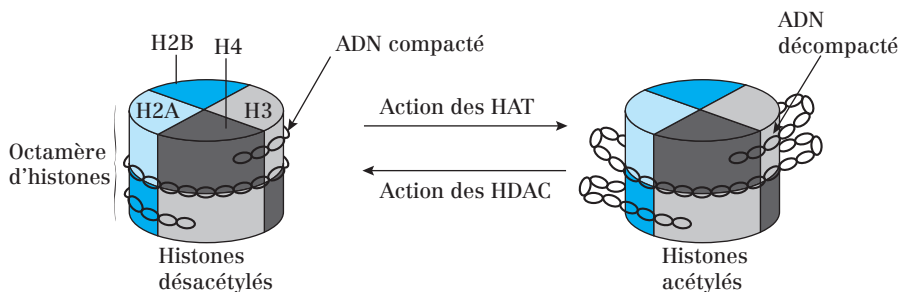 H2B
H4
ADN compacté
H2A
H3
Octamère
d'histones
Histones
désacétylés
Action des HAT
Action des HDAC
ADN
décompacté
Histones
acétylés